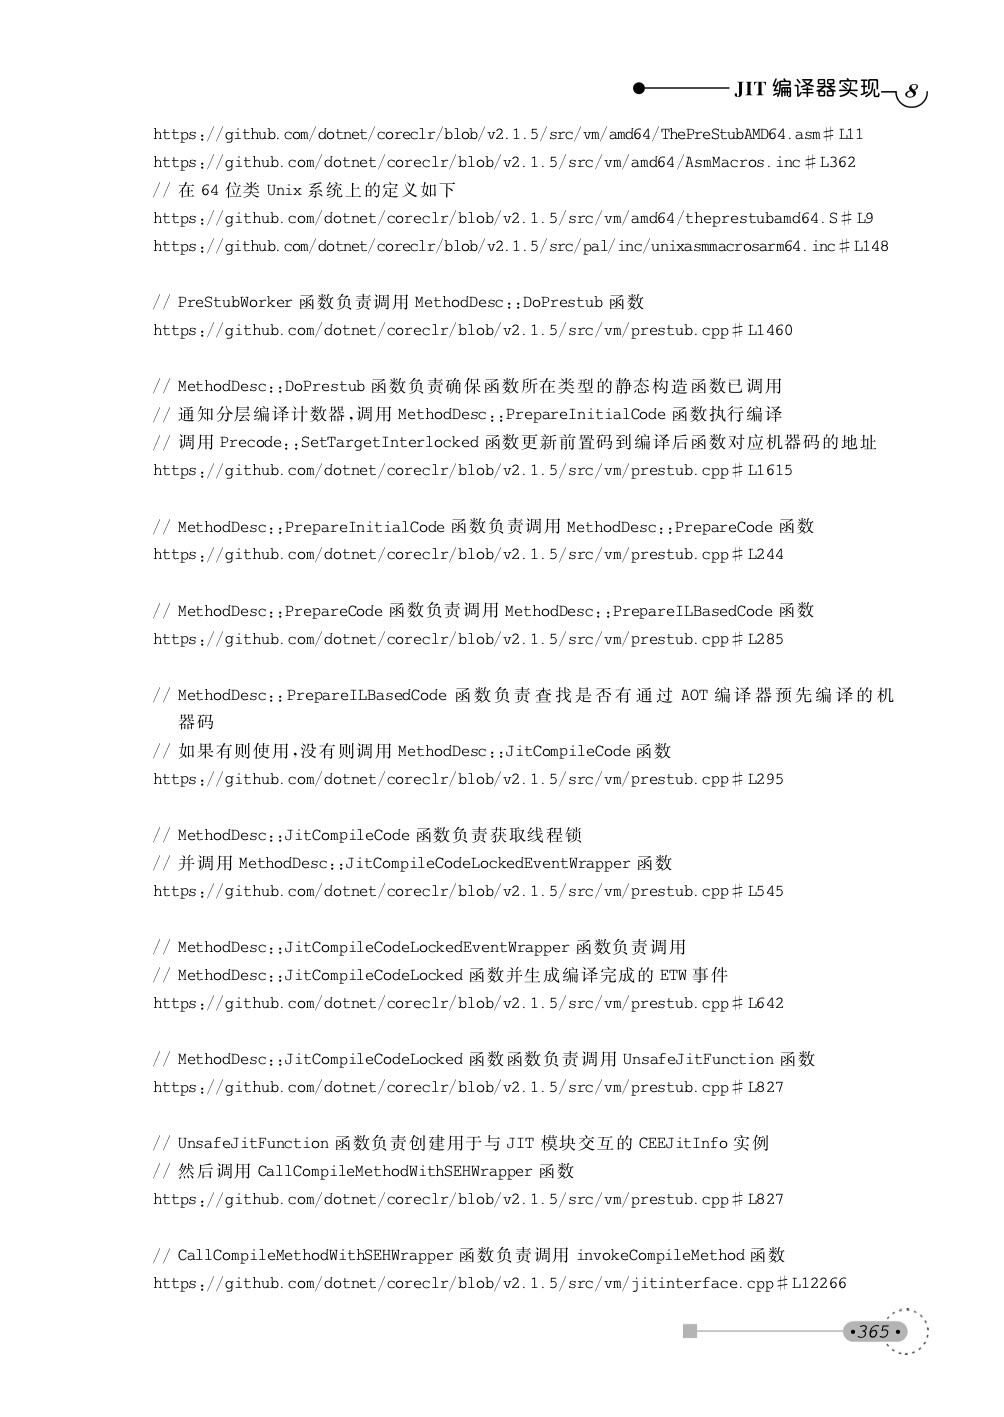 JIT 编译器实现 8
https://github.com/dotnet/coreclr/blob/v2.1.5/src/vm/amd64/ThePreStubAMD64.asm#L11
https://github.com/dotnet/coreclr/blob/v2.1.5/src/vm/amd64/AsmMacros.inc#L362
// 在 64 位类 Unix 系统上的定义如下
https://github.com/dotnet/coreclr/blob/v2.1.5/src/vm/amd64/theprestubamd64.S#L9
https://github.com/dotnet/coreclr/blob/v2.1.5/src/pal/inc/unixasmmacrosarm64.inc#L148
// PreStubWorker 函数负责调用 MethodDesc::DoPrestub 函数
https://github.com/dotnet/coreclr/blob/v2.1.5/src/vm/prestub.cpp#L1460
// MethodDesc::DoPrestub 函数负责确保函数所在类型的静态构造函数已调用
// 通知分层编译计数器,调用 MethodDesc::PrepareInitialCode 函数执行编译
// 调用 Precode::SetTargetInterlocked 函数更新前置码到编译后函数对应机器码的地址
https://github.com/dotnet/coreclr/blob/v2.1.5/src/vm/prestub.cpp#L1615
// MethodDesc::PrepareInitialCode 函数负责调用 MethodDesc::PrepareCode 函数
https://github.com/dotnet/coreclr/blob/v2.1.5/src/vm/prestub.cpp#L244
// MethodDesc::PrepareCode 函数负责调用 MethodDesc::PrepareILBasedCode 函数
https://github.com/dotnet/coreclr/blob/v2.1.5/src/vm/prestub.cpp#L285
// MethodDesc::PrepareILBasedCode 函数负责查找是否有通过 AOT 编译器预先编译的机
器码
// 如果有则使用,没有则调用 MethodDesc::JitCompileCode 函数
https://github.com/dotnet/coreclr/blob/v2.1.5/src/vm/prestub.cpp#L295
// MethodDesc::JitCompileCode 函数负责获取线程锁
// 并调用 MethodDesc::JitCompileCodeLockedEventWrapper 函数
https://github.com/dotnet/coreclr/blob/v2.1.5/src/vm/prestub.cpp#L545
// MethodDesc::JitCompileCodeLockedEventWrapper 函数负责调用
// MethodDesc::JitCompileCodeLocked 函数并生成编译完成的 ETW 事件
https://github.com/dotnet/coreclr/blob/v2.1.5/src/vm/prestub.cpp#L642
// MethodDesc::JitCompileCodeLocked 函数函数负责调用 UnsafeJitFunction 函数
https://github.com/dotnet/coreclr/blob/v2.1.5/src/vm/prestub.cpp#L827
// UnsafeJitFunction 函数负责创建用于与 JIT 模块交互的 CEEJitInfo 实例
// 然后调用 CallCompileMethodWithSEHWrapper 函数
https://github.com/dotnet/coreclr/blob/v2.1.5/src/vm/prestub.cpp#L827
// CallCompileMethodWithSEHWrapper 函数负责调用 invokeCompileMethod 函数
https://github.com/dotnet/coreclr/blob/v2.1.5/src/vm/jitinterface.cpp#L12266
•365•